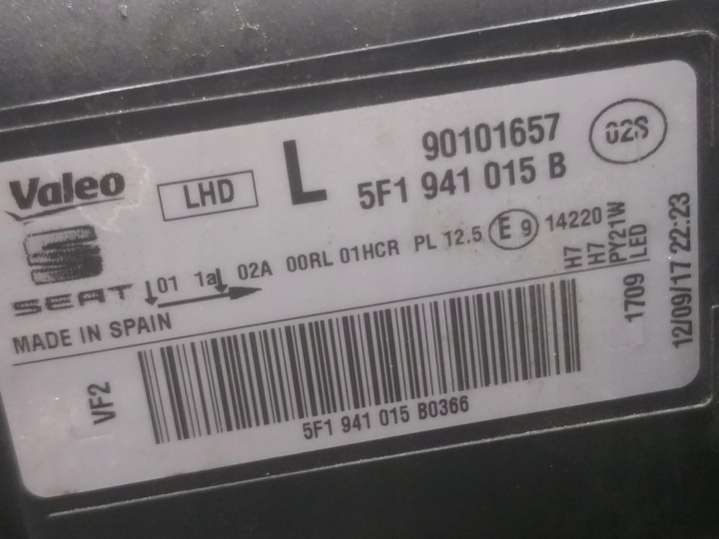 Valeo
LHD
L
90101657
5F1 941 015 B
02S
SEAT
01 1a 02A 00RL 01HCR PL 12.5 E 9 14220
H7
H7
PY21W
LED
1709
12/09/17 22:23
MADE IN SPAIN
VF2
5F1 941 015 B0366